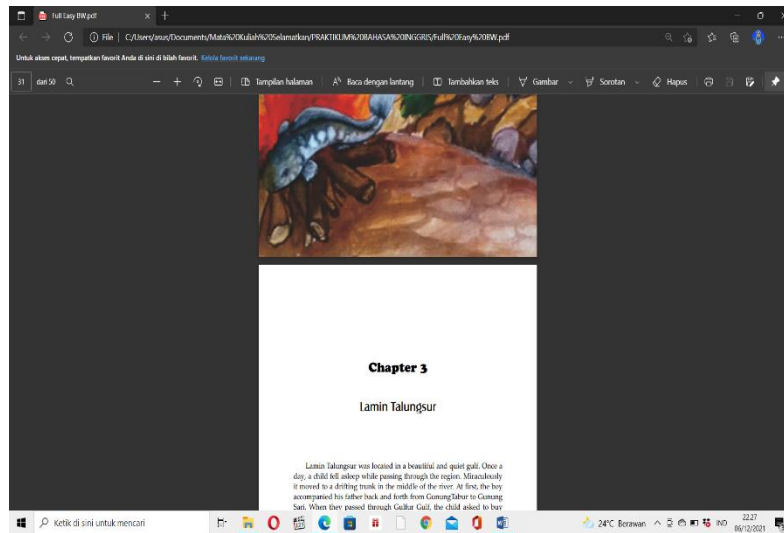 Full Easy BW.pdf
File | C:/Users/asus/Documents/Mata%20Kuliah%20Selamatkan/PRAKTIKUM%20BAHASA%20INGGRIS/Full%20Easy%20BW.pdf
Untuk akses cepat, tempatkan favorit Anda di sini di bilah favorit. Kelola favorit sekarang
31 dari 50 Tampilan halaman Baca dengan lantang Tambahkan teks Gambar Sorotan Hapus
Chapter 3
Lamin Talungsur
Lamin Talungsur was located in a beautiful and quiet gulf. Once a
day, a child fell asleep while passing through the region. Miraculously
it moved to a drifting trunk in the middle of the river. At first, the boy
accompanied his father back and forth from GunungTabur to Gunung
Sari. When they passed through Gulfur Gulf, the child asked to buy
Ketik di sini untuk mencari 24°C Berawan IND 22.27
06/12/2021